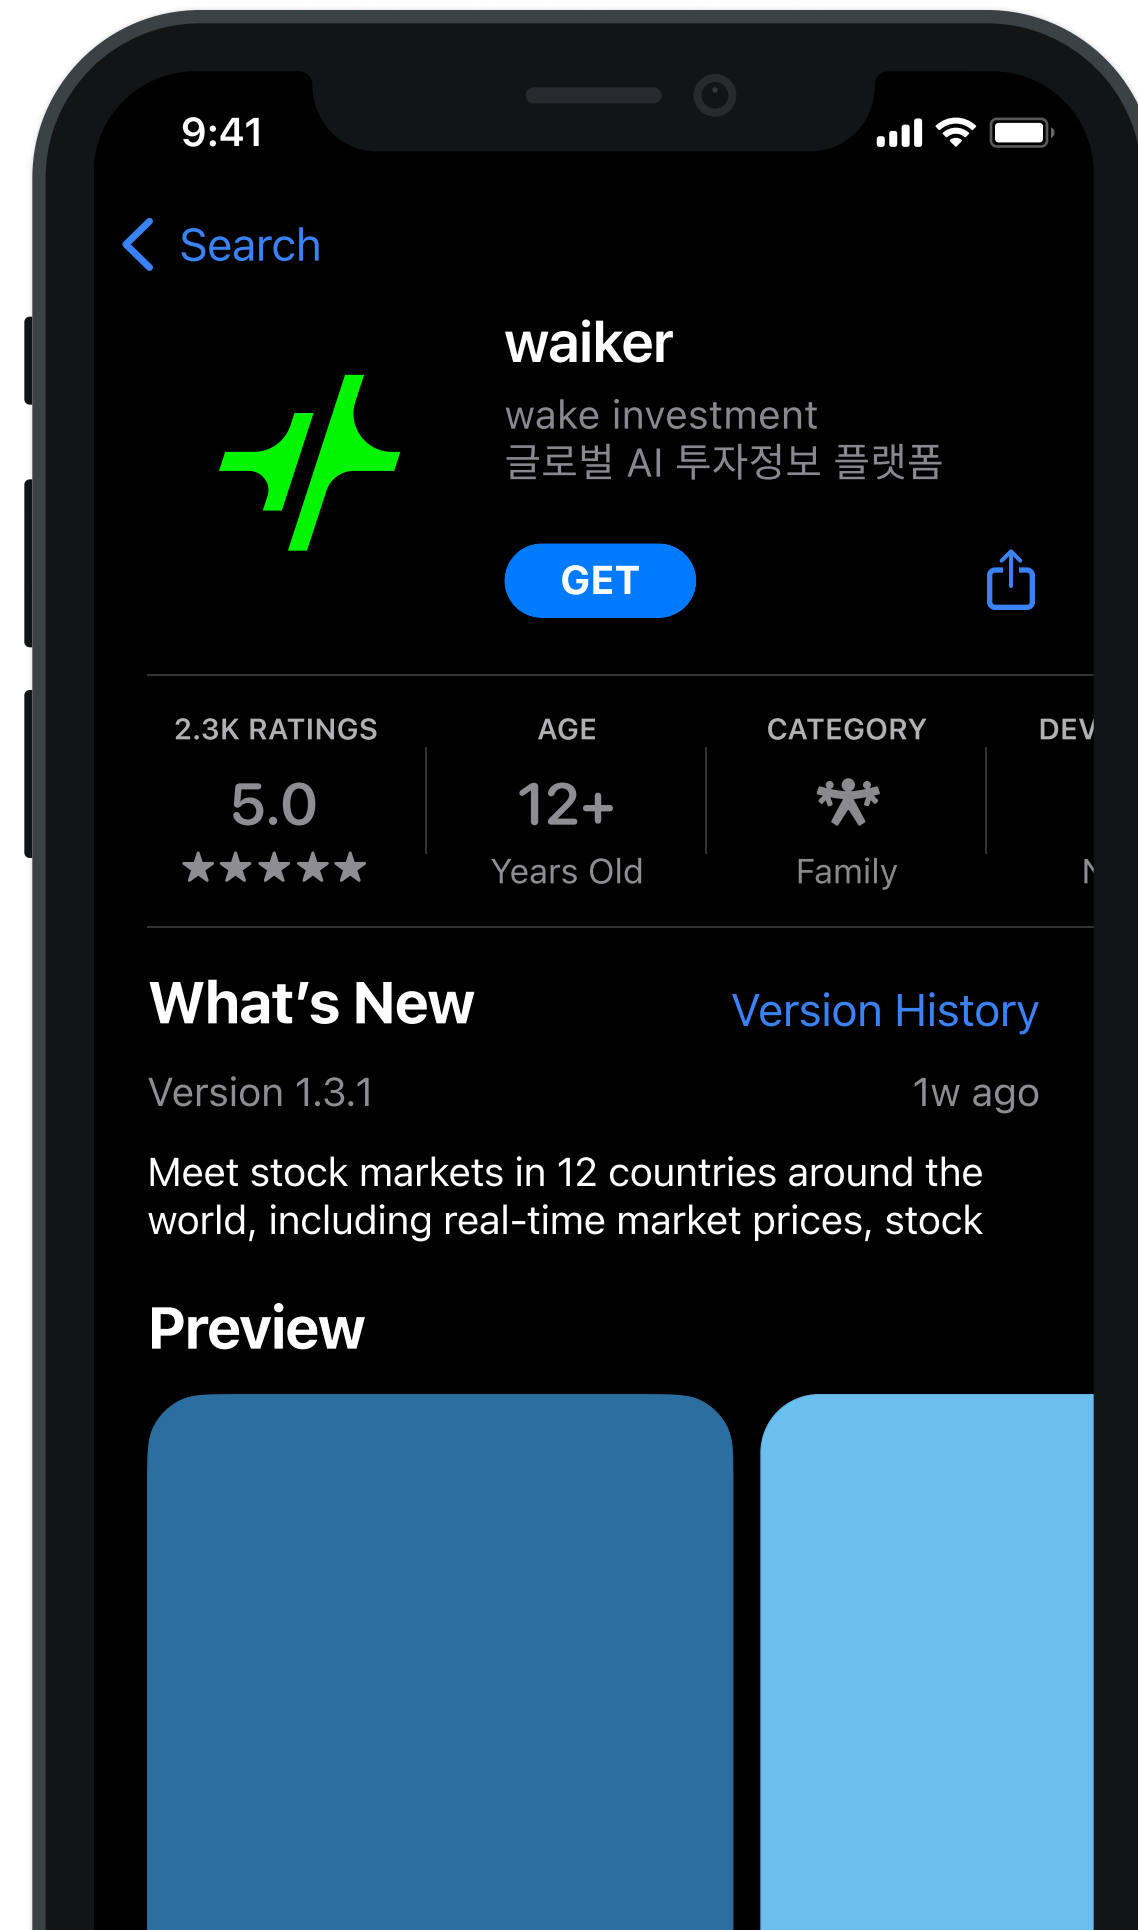 9:41
Search
waiker
wake investment
글로벌 AI 투자정보 플랫폼
GET
2.3K RATINGS
AGE
CATEGORY
DEV
5.0
12+
Years Old
Family
N
What's New
Version History
Version 1.3.1
1w ago
Meet stock markets in 12 countries around the
world, including real-time market prices, stock
Preview